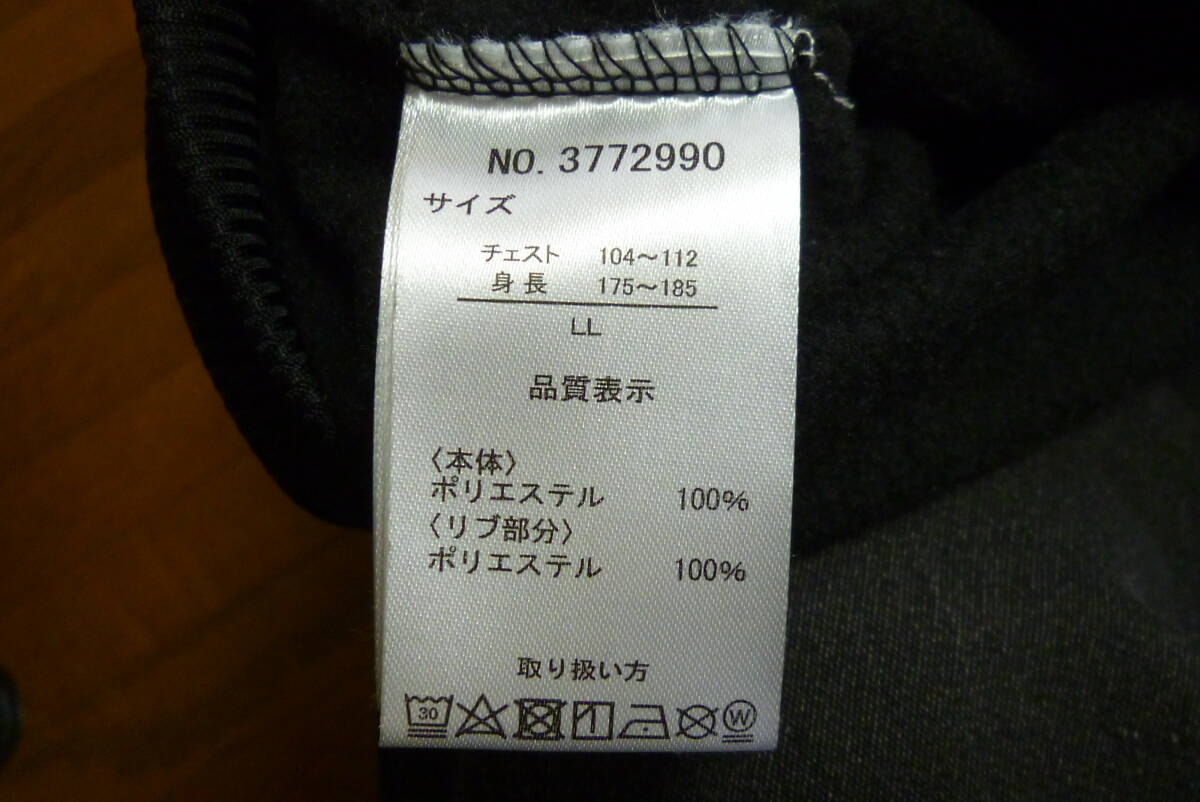 NO. 3772990
サイズ
チェスト 104～112
身長 175～185
LL
品質表示
〈本体〉
ポリエステル 100%
〈リブ部分〉
ポリエステル 100%
取り扱い方
30 W